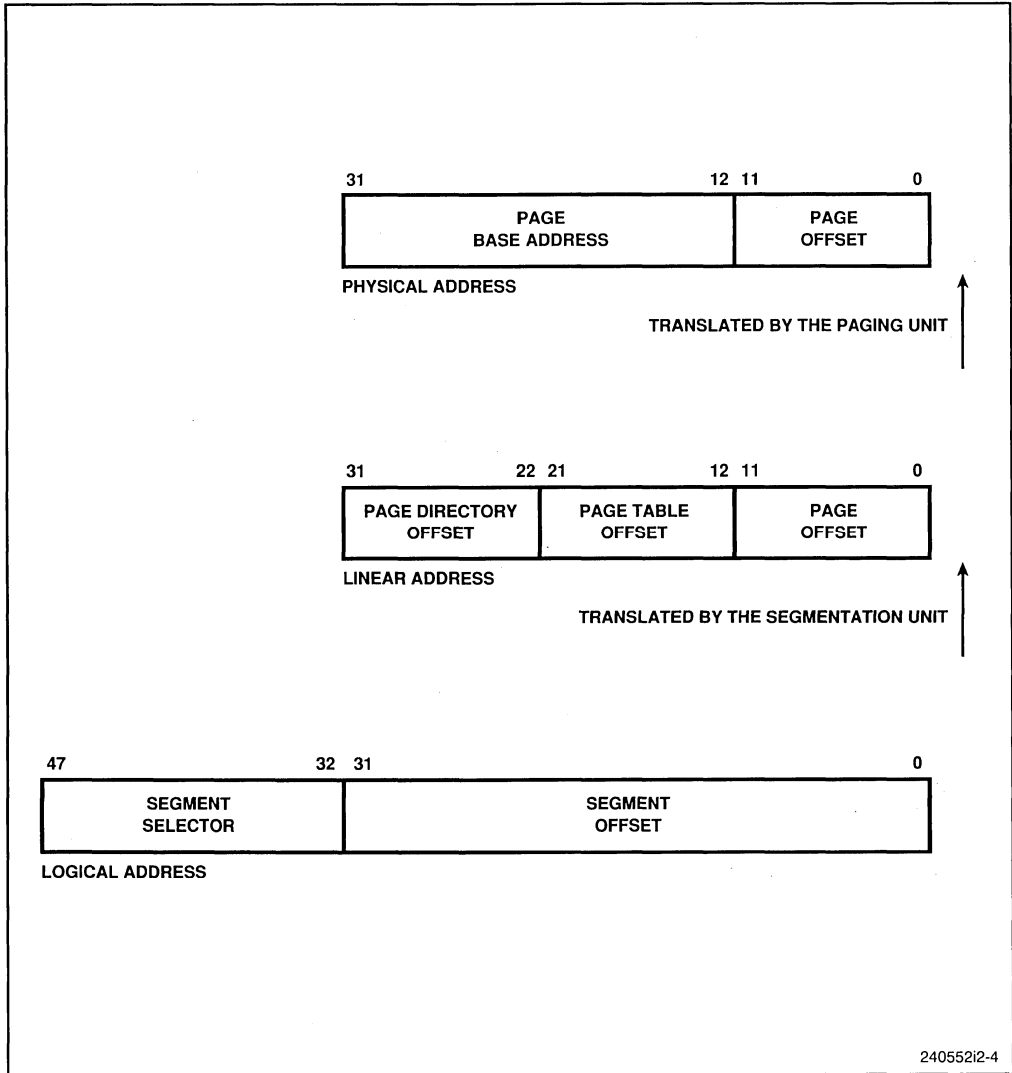 31 12 11 0
PAGE BASE ADDRESS PAGE OFFSET
PHYSICAL ADDRESS
TRANSLATED BY THE PAGING UNIT
31 22 21 12 11 0
PAGE DIRECTORY OFFSET PAGE TABLE OFFSET PAGE OFFSET
LINEAR ADDRESS
TRANSLATED BY THE SEGMENTATION UNIT
47 32 31 0
SEGMENT SELECTOR SEGMENT OFFSET
LOGICAL ADDRESS
240552i2-4